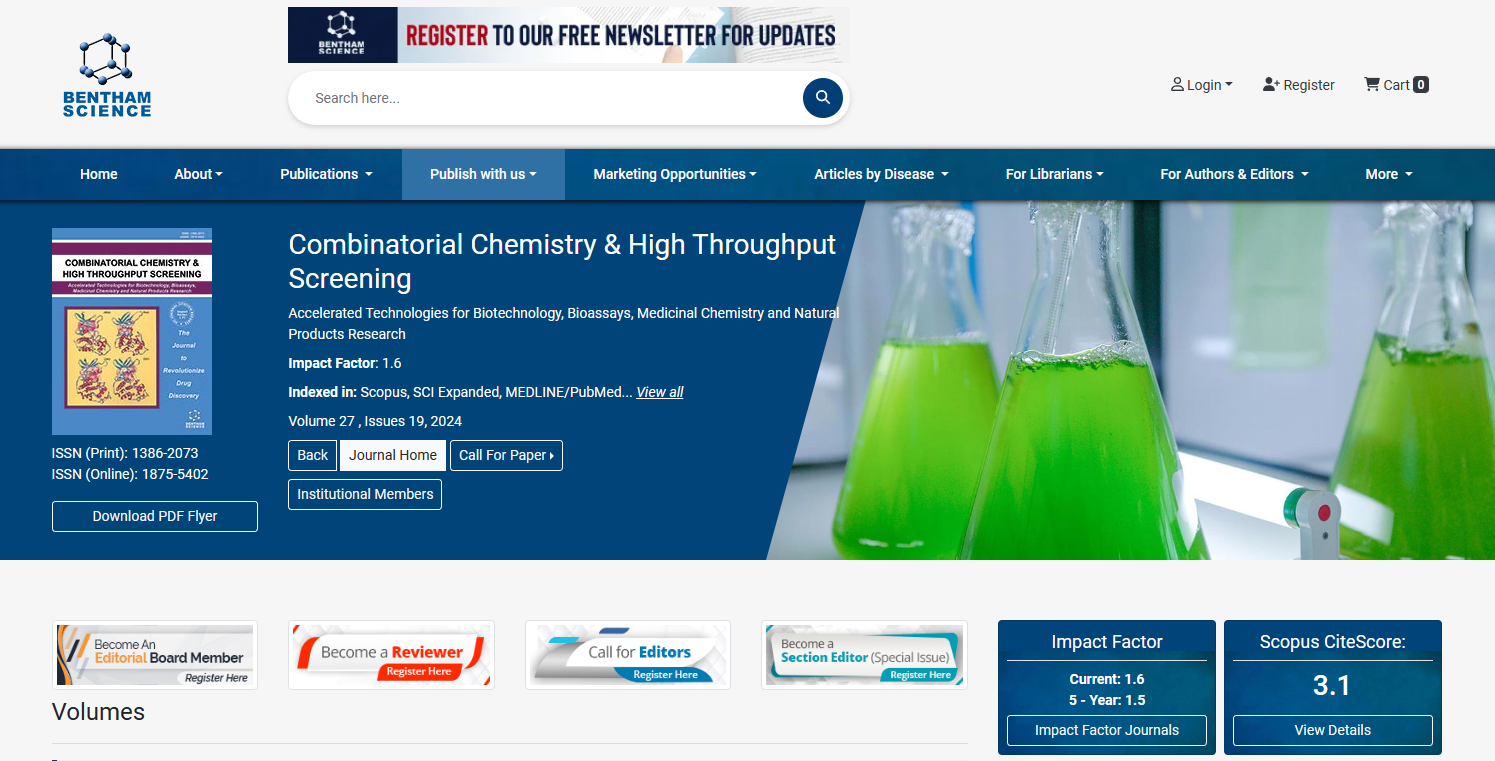 BENTHAM
SCIENCE
BENTHAM
SCIENCE
REGISTER TO OUR FREE NEWSLETTER FOR UPDATES
Search here...
Login
Register
Cart 0
Home
About
Publications
Publish with us
Marketing Opportunities
Articles by Disease
For Librarians
For Authors & Editors
More
COMBINATORIAL CHEMISTRY &
HIGH THROUGHPUT SCREENING
Accelerated Technologies for Biotechnology, Bioassays,
Medicinal Chemistry and Natural Products Research
The
Journal
to
Revolutionize
Drug
Discovery
BENTHAM
SCIENCE
ISSN (Print): 1386-2073
ISSN (Online): 1875-5402
Download PDF Flyer
Combinatorial Chemistry & High Throughput
Screening
Accelerated Technologies for Biotechnology, Bioassays, Medicinal Chemistry and Natural
Products Research
Impact Factor: 1.6
Indexed in: Scopus, SCI Expanded, MEDLINE/PubMed... View all
Volume 27 , Issues 19, 2024
Back
Journal Home
Call For Paper
Institutional Members
Become An
Editorial Board Member
Register Here
Become a Reviewer
Register Here
Call for Editors
Register Here
Become a
Section Editor (Special Issue)
Register Here
Volumes
Impact Factor
Current: 1.6
5 - Year: 1.5
Impact Factor Journals
Scopus CiteScore:
3.1
View Details